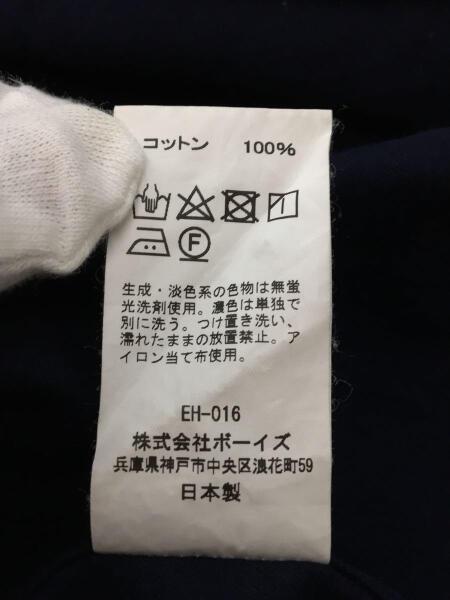 コットン 100%
F
生成・淡色系の色物は無蛍
光洗剤使用。濃色は単独で
別に洗う。つけ置き洗い、
濡れたままの放置禁止。ア
イロン当て布使用。
EH-016
株式会社ボーイズ
兵庫県神戸市中央区浪花町59
日本製